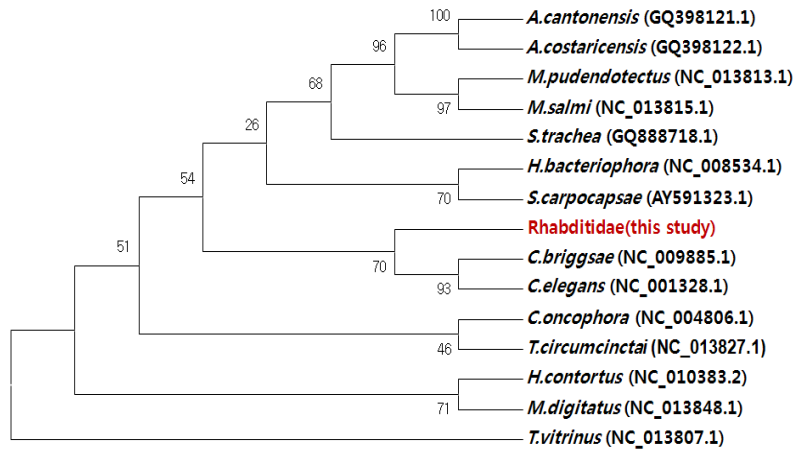 100
A.cantonensis (GQ398121.1)
A.costaricensis (GQ398122.1)
96
M.pudendotectus (NC_013813.1)
97
M.salmi (NC_013815.1)
68
S.trachea (GQ888718.1)
26
H.bacteriophora (NC_008534.1)
70
S.carpocapsae (AY591323.1)
54
Rhabditidae(this study)
70
C.briggsae (NC_009885.1)
93
C.elegans (NC_001328.1)
51
C.oncophora (NC_004806.1)
46
T.circumcinctai (NC_013827.1)
H.contortus (NC_010383.2)
71
M.digitatus (NC_013848.1)
T.vitrinus (NC_013807.1)